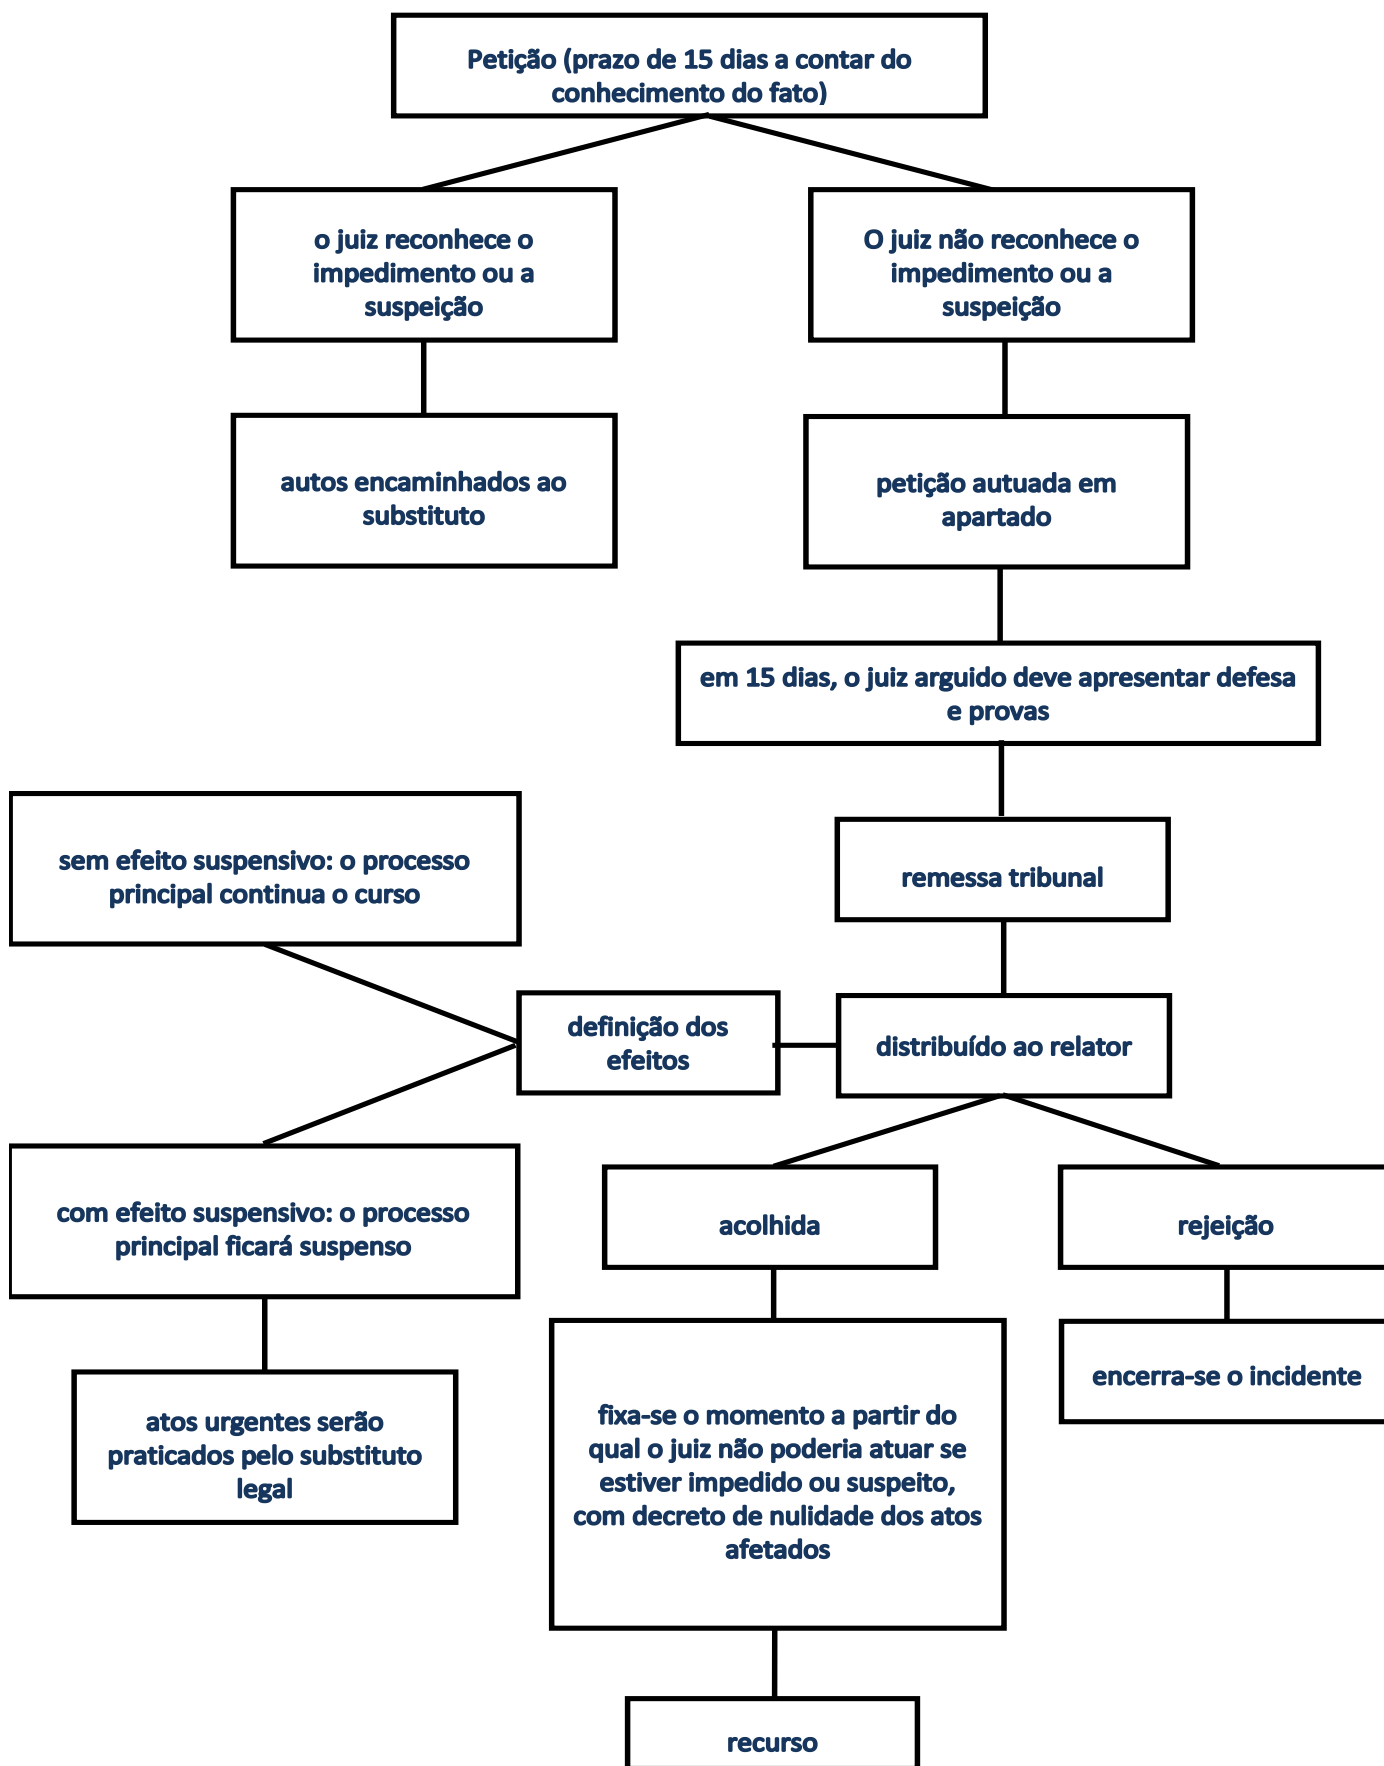 Petição (prazo de 15 dias a contar do
conhecimento do fato)
o juiz reconhece o
impedimento ou a
suspeição
O juiz não reconhece o
impedimento ou a
suspeição
autos encaminhados ao
substituto
petição autuada em
apartado
em 15 dias, o juiz arguido deve apresentar defesa
e provas
sem efeito suspensivo: o processo
principal continua o curso
remessa tribunal
definição dos
efeitos
distribuído ao relator
com efeito suspensivo: o processo
principal ficará suspenso
acolhida
rejeição
atos urgentes serão
praticados pelo substituto
legal
fixa-se o momento a partir do
qual o juiz não poderia atuar se
estiver impedido ou suspeito,
com decreto de nulidade dos atos
afetados
encerra-se o incidente
recurso